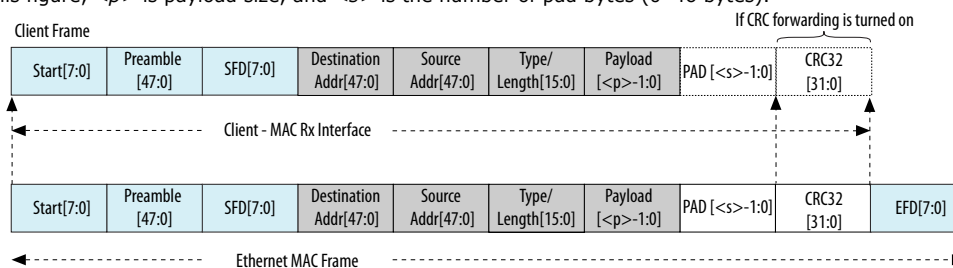 is figure, <p> is payload size, and <s> is the number of pad bytes (0–46 bytes).
If CRC forwarding is turned on
Client Frame
Start[7:0] Preamble [47:0] SFD[7:0] Destination Addr[47:0] Source Addr[47:0] Type/ Length[15:0] Payload [<p>-1:0] PAD [<s>-1:0] CRC32 [31:0]
Client - MAC Rx Interface
Start[7:0] Preamble [47:0] SFD[7:0] Destination Addr[47:0] Source Addr[47:0] Type/ Length[15:0] Payload [<p>-1:0] PAD [<s>-1:0] CRC32 [31:0] EFD[7:0]
Ethernet MAC Frame